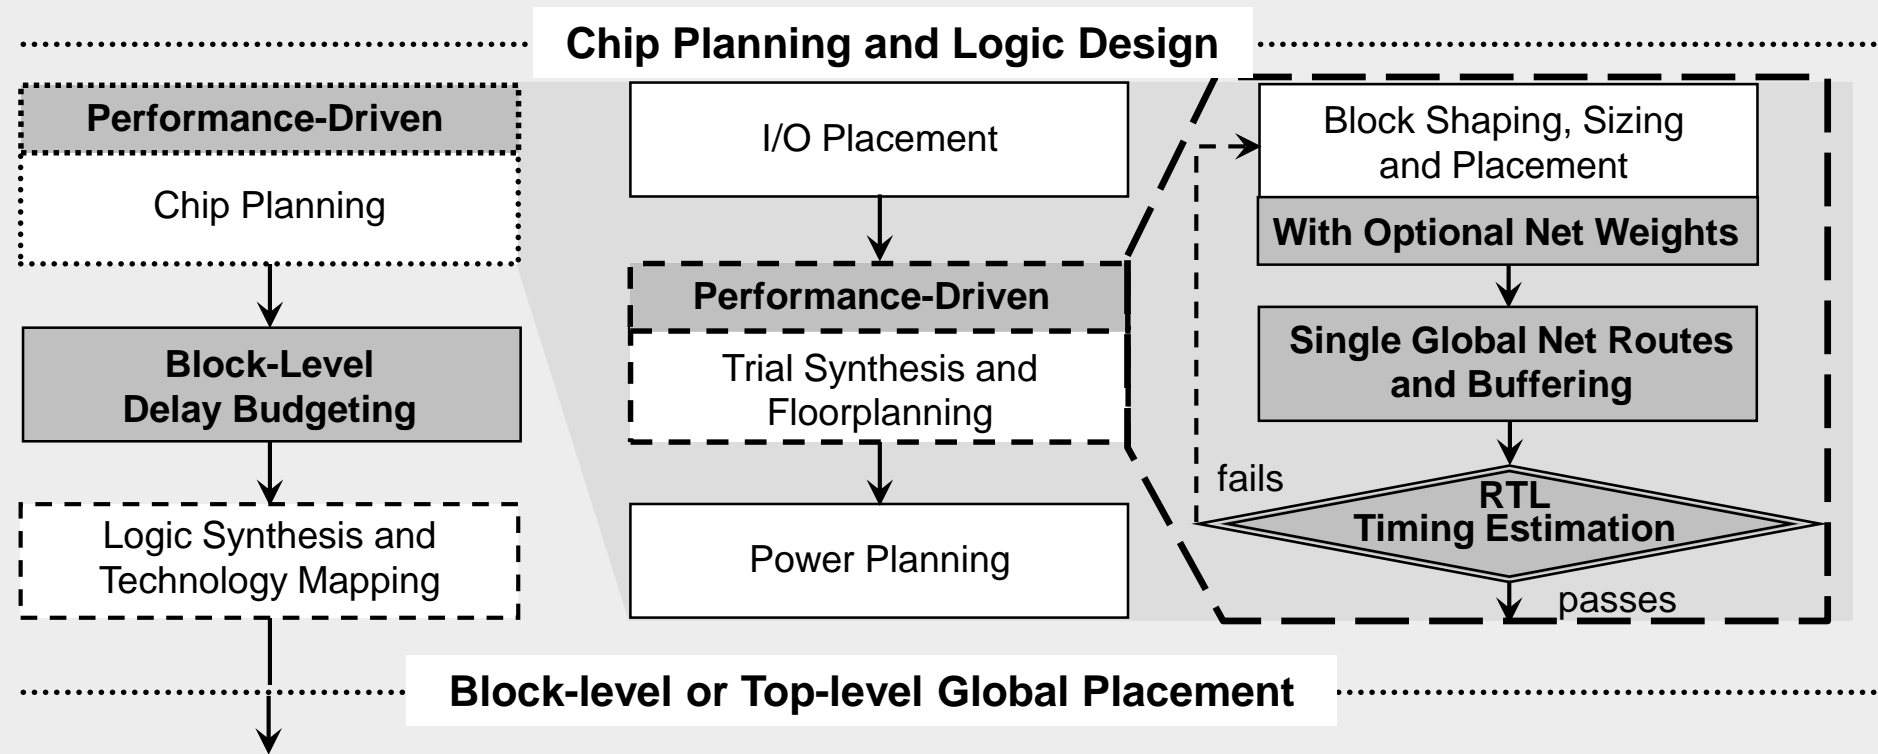 Chip Planning and Logic Design
Performance-Driven
Chip Planning
Block-Level
Delay Budgeting
Logic Synthesis and
Technology Mapping
I/O Placement
Performance-Driven
Trial Synthesis and
Floorplanning
Power Planning
Block Shaping, Sizing
and Placement
With Optional Net Weights
Single Global Net Routes
and Buffering
fails
RTL
Timing Estimation
passes
Block-level or Top-level Global Placement